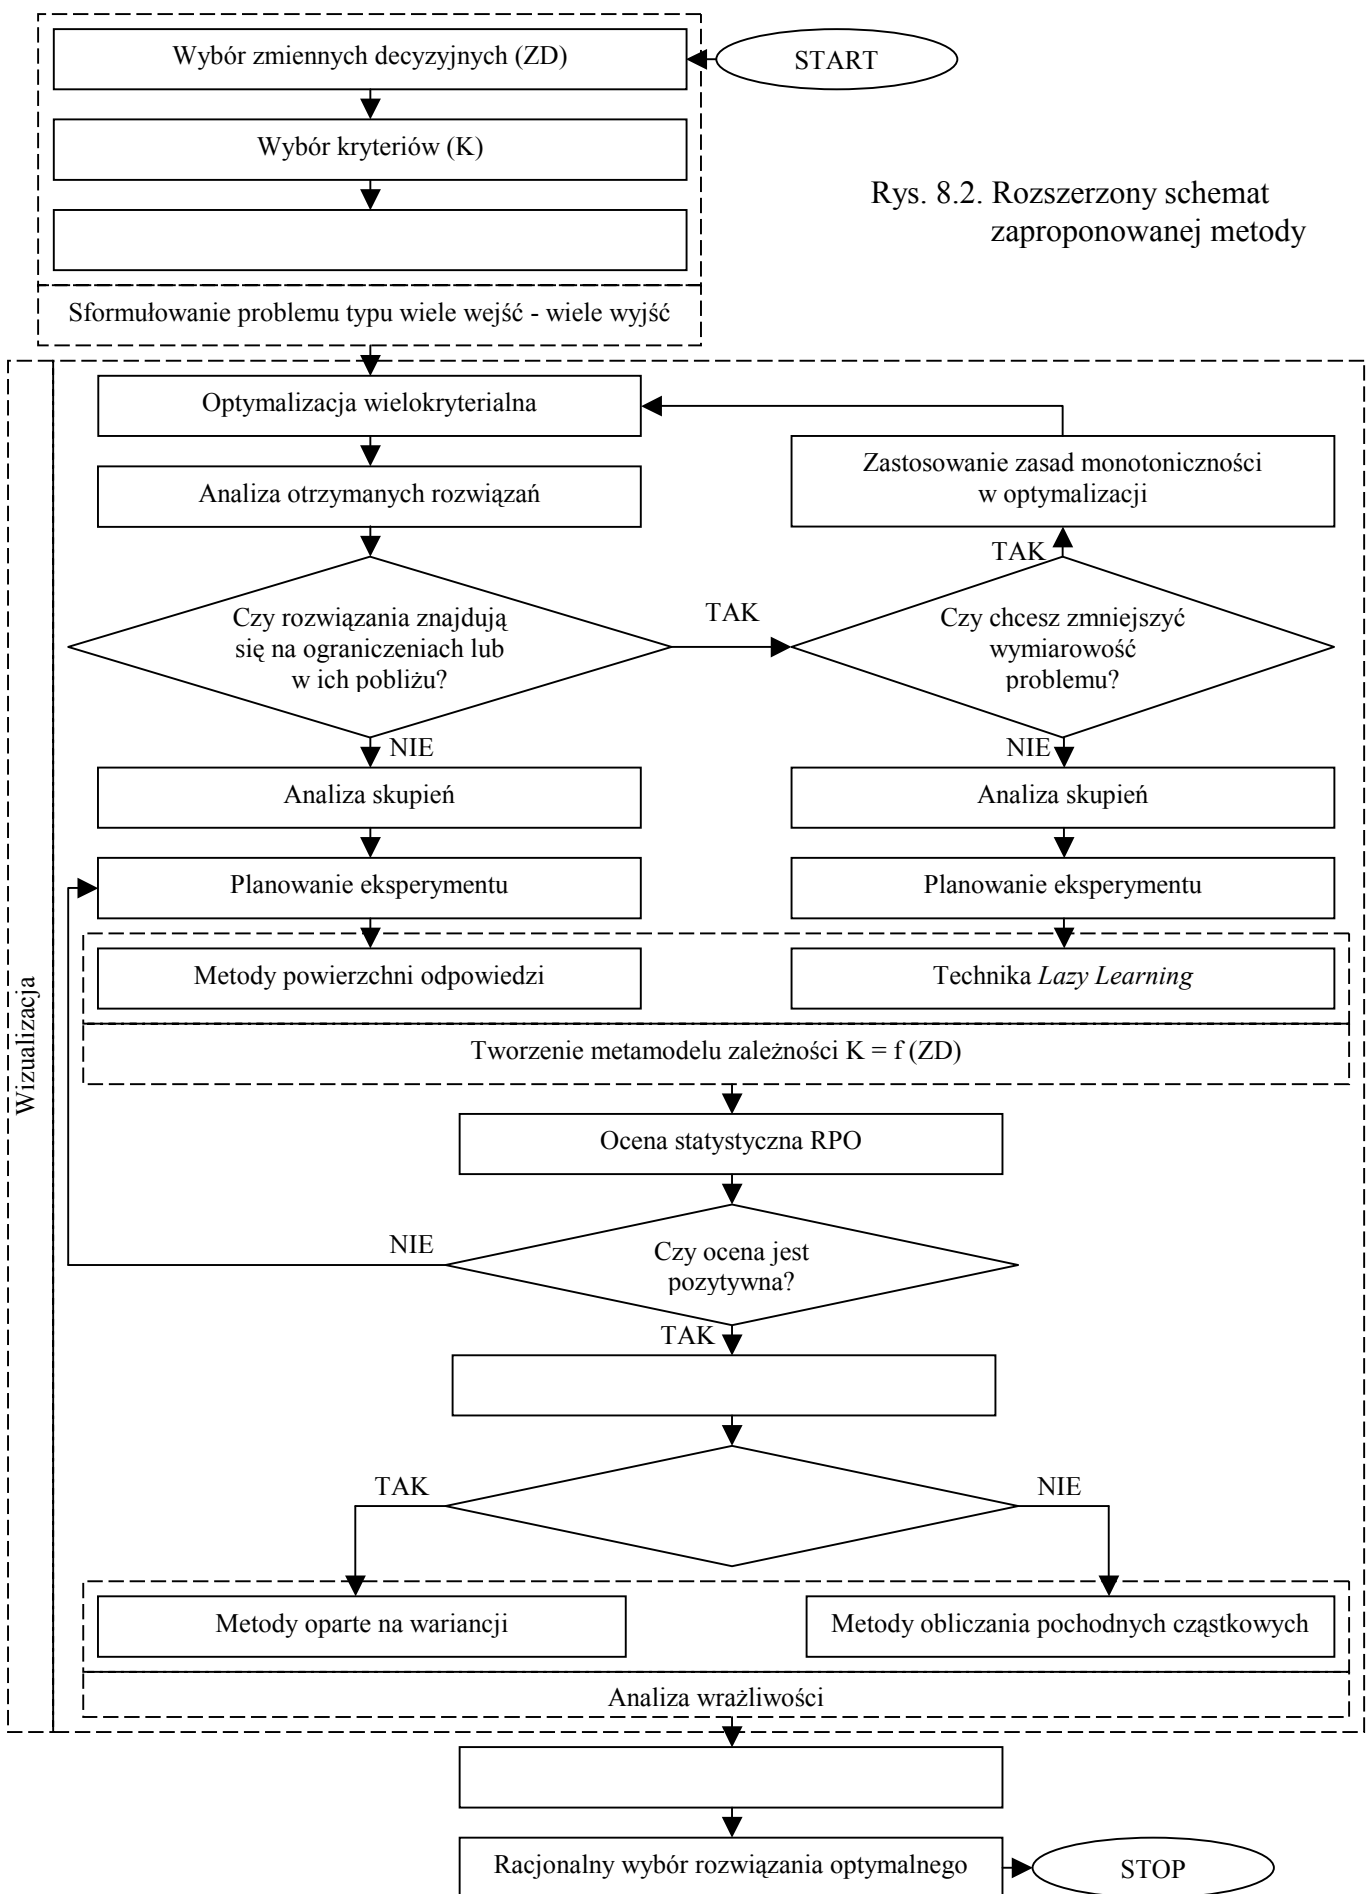 Wybór zmiennych decyzyjnych (ZD)
START
Wybór kryteriów (K)
Rys. 8.2. Rozszerzony schemat
zaproponowanej metody
Sformułowanie problemu typu wiele wejść - wiele wyjść
Wizualizacja
Optymalizacja wielokryterialna
Zastosowanie zasad monotoniczności
w optymalizacji
Analiza otrzymanych rozwiązań
TAK
Czy rozwiązania znajdują
się na ograniczeniach lub
w ich pobliżu?
TAK
Czy chcesz zmniejszyć
wymiarowość
problemu?
NIE
NIE
Analiza skupień
Analiza skupień
Planowanie eksperymentu
Planowanie eksperymentu
Metody powierzchni odpowiedzi
Technika Lazy Learning
Tworzenie metamodelu zależności K = f (ZD)
Ocena statystyczna RPO
NIE
Czy ocena jest
pozytywna?
TAK
TAK
NIE
Metody oparte na wariancji
Metody obliczania pochodnych cząstkowych
Analiza wrażliwości
Racjonalny wybór rozwiązania optymalnego
STOP